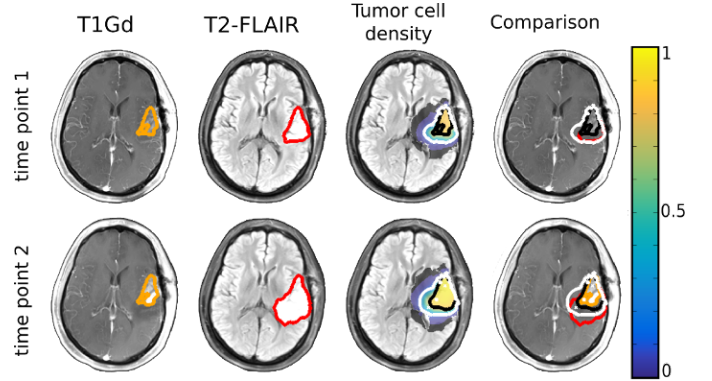 T1Gd
T2-FLAIR
Tumor cell
density
Comparison
time point 1
time point 2
1
0.5
0